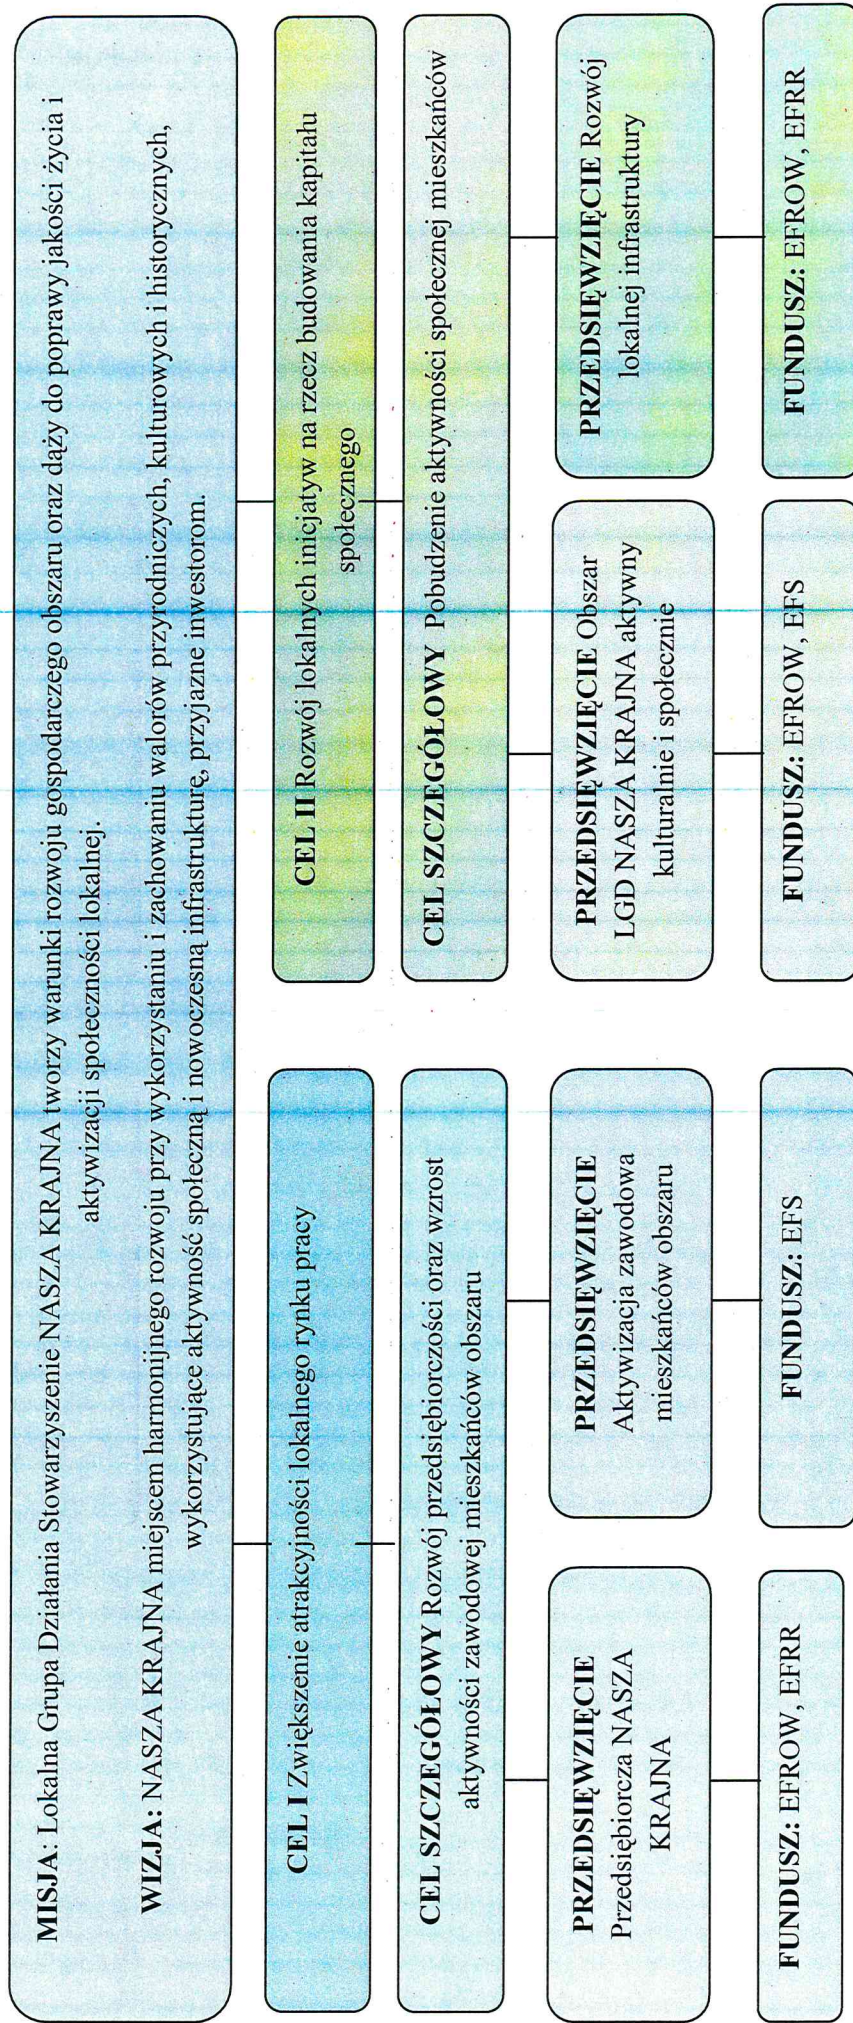 MISJA: Lokalna Grupa Działania Stowarzyszenie NASZA KRAJNA tworzy warunki rozwoju gospodarczego obszaru oraz dąży do poprawy jakości życia i
aktywizacji społeczności lokalnej.
WIZJA: NASZA KRAJNA miejscem harmonijnego rozwoju przy wykorzystaniu i zachowaniu walorów przyrodniczych, kulturowych i historycznych,
wykorzystujące aktywność społeczną i nowoczesną infrastrukturę, przyjazne inwestorom.
CEL I Zwiększenie atrakcyjności lokalnego rynku pracy
CEL SZCZEGÓŁOWY Rozwój przedsiębiorczości oraz wzrost
aktywności zawodowej mieszkańców obszaru
PRZEDSIĘWZIĘCIE
Przedsiębiorcza NASZA
KRAJNA
FUNDUSZ: EFROW, EFRR
PRZEDSIĘWZIĘCIE
Aktywizacja zawodowa
mieszkańców obszaru
FUNDUSZ: EFS
CEL II Rozwój lokalnych inicjatyw na rzecz budowania kapitału
społecznego
CEL SZCZEGÓŁOWY Pobudzenie aktywności społecznej mieszkańców
PRZEDSIĘWZIĘCIE Obszar
LGD NASZA KRAJNA aktywny
kulturalnie i społecznie
FUNDUSZ: EFROW, EFS
PRZEDSIĘWZIĘCIE Rozwój
lokalnej infrastruktury
FUNDUSZ: EFROW, EFRR